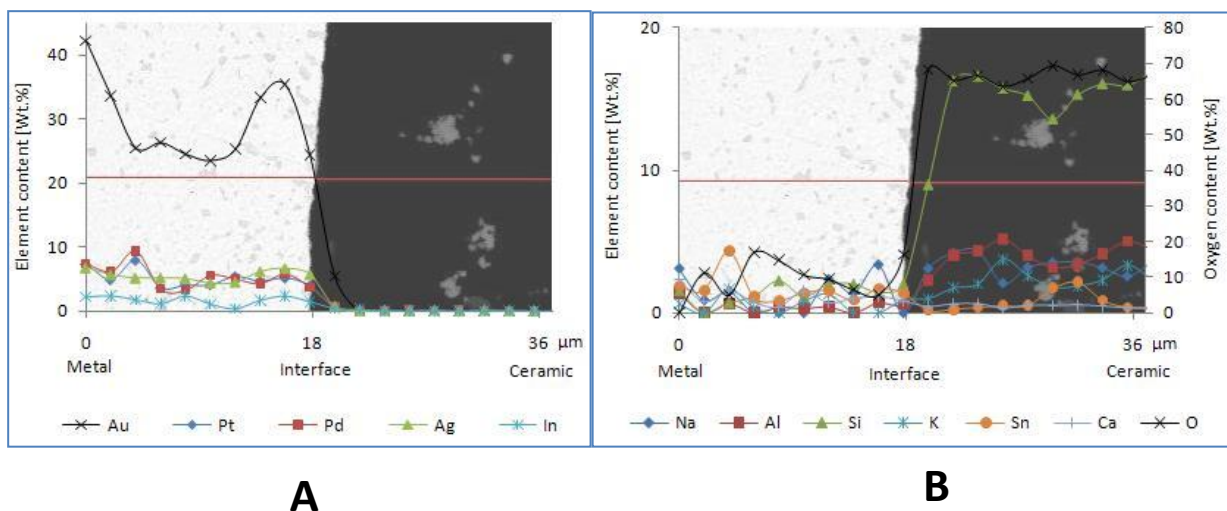 Element content [Wt.%]
40
30
20
10
0
0
18
36 µm
Metal
Interface
Ceramic
Au
Pt
Pd
Ag
In
A
Element content [Wt.%]
20
10
0
Oxygen content [Wt.%]
80
70
60
50
40
30
20
10
0
0
18
36 µm
Metal
Interface
Ceramic
Na
Al
Si
K
Sn
Ca
O
B